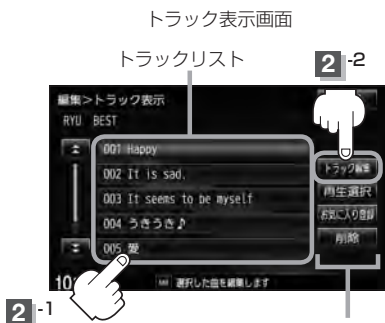 トラック表示画面
トラックリスト
2 -2
編集>トラック表示
RYU BEST
001 Happy
002 It is sad.
003 It seems to be myself
004 うきうき♪
005 愛
トラック編集
再生選択
お気に入り登録
削除
10:
選択した曲を編集します
2 -1